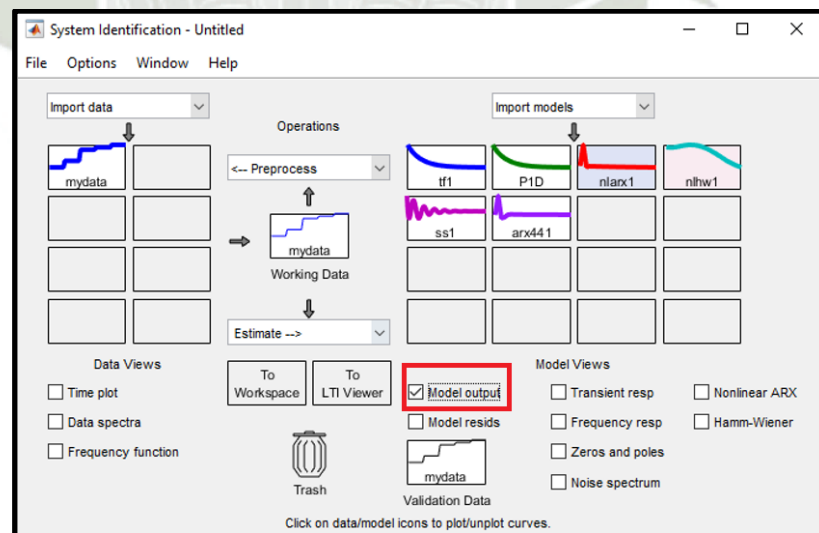 System Identification - Untitled
File Options Window Help
Import data
Import models
Operations
<-- Preprocess
mydata
tf1
P1D
nlarx1
nlhw1
mydata
Working Data
ss1
arx441
Estimate -->
Data Views
To
Workspace
To
LTI Viewer
Model Views
Time plot
Data spectra
Frequency function
Model output
Model resids
Transient resp
Frequency resp
Zeros and poles
Noise spectrum
Nonlinear ARX
Hamm-Wiener
Trash
mydata
Validation Data
Click on data/model icons to plot/unplot curves.